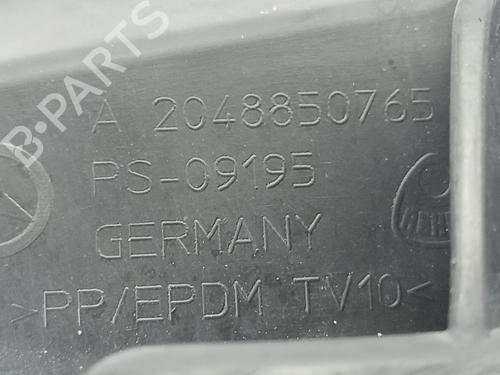 B-PARTS
A 2048850765
PS-09195
GERMANY
>PP/EPDM TV10<